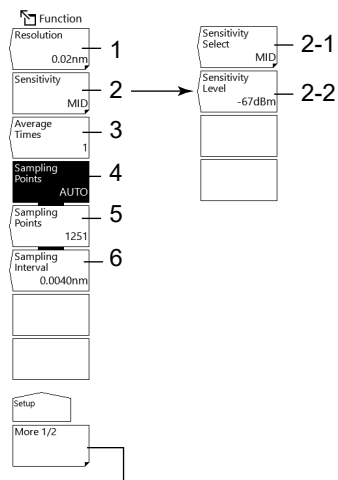 Function
Resolution
0.02nm
1
Sensitivity
MID
2
Average
Times
1
3
Sampling
Points
AUTO
4
Sampling
Points
1251
5
Sampling
Interval
0.0040nm
6
Setup
More 1/2
Sensitivity
Select
MID
2-1
Sensitivity
Level
-67dBm
2-2